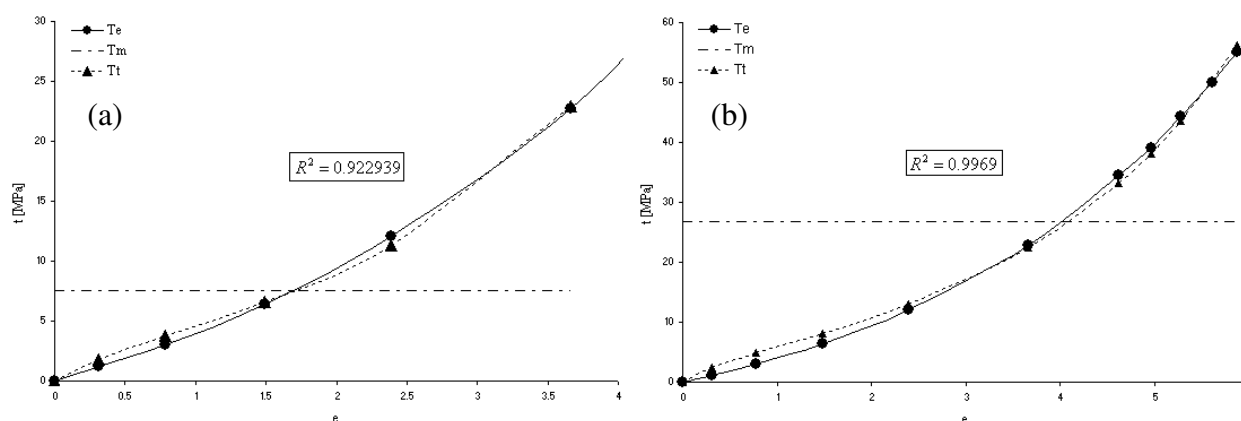 30
25
20
15
10
5
0
t [MPa]
Te
Tm
Tt
(a)
R² = 0.922939
0 0.5 1 1.5 2 2.5 3 3.5 4
e
60
50
40
30
20
10
0
t [MPa]
Te
Tm
Tt
(b)
R² = 0.9969
0 1 2 3 4 5
e